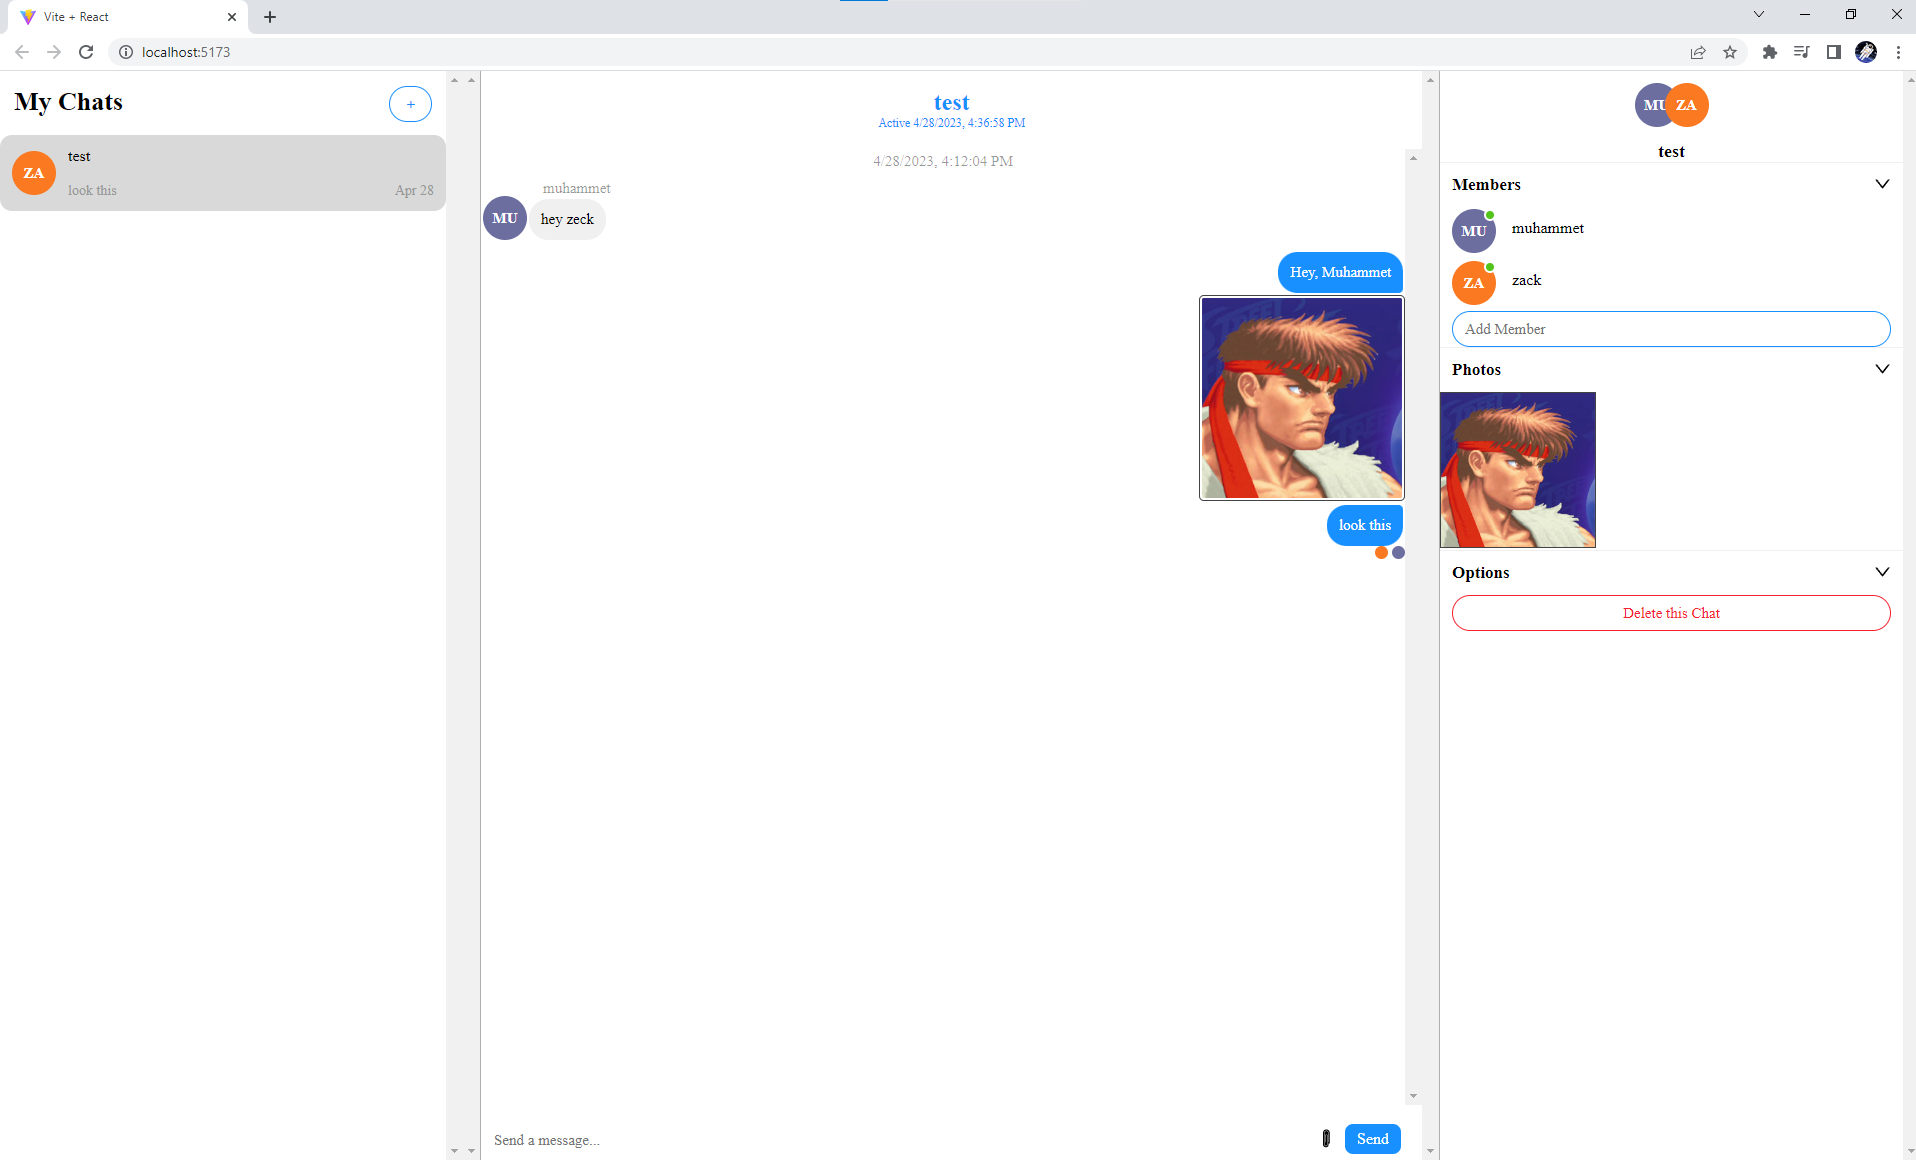 Vite + React
localhost:5173
My Chats
+
ZA
test
look this
Apr 28
test
Active 4/28/2023, 4:36:58 PM
4/28/2023, 4:12:04 PM
muhammet
MU
hey zeck
Hey, Muhammet
look this
Send a message...
Send
MU
ZA
test
Members
MU
muhammet
ZA
zack
Add Member
Photos
Options
Delete this Chat